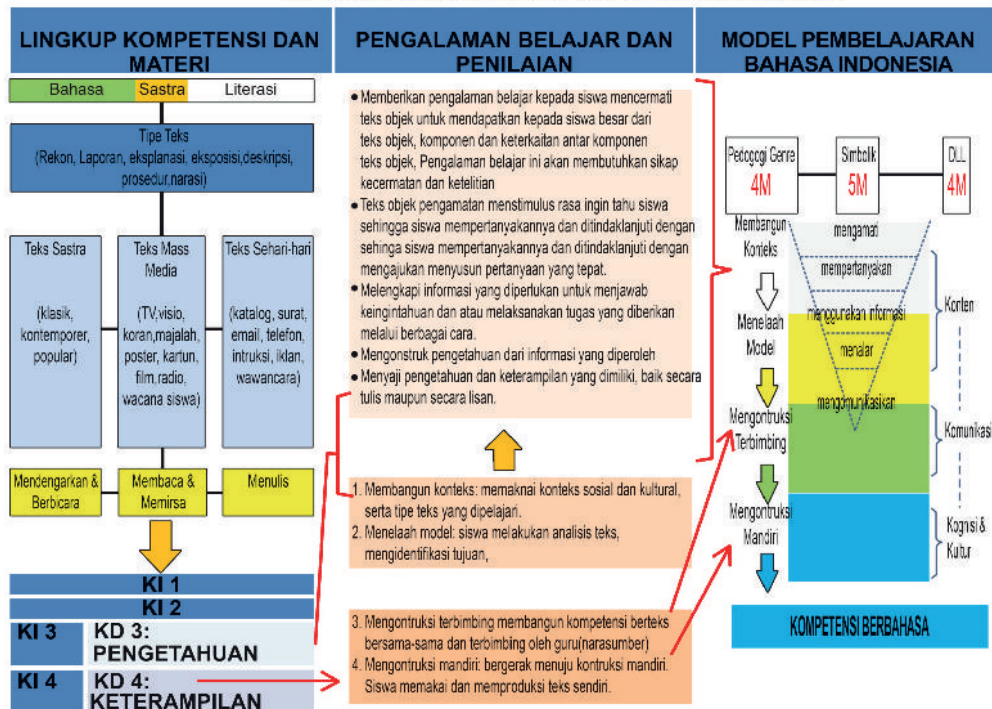 LINGKUP KOMPETENSI DAN
MATERI
Bahasa
Sastra
Literasi
Tipe Teks
(Rekon, Laporan, eksplanasi, eksposisi,deskripsi,
prosedur,narasi)
Teks Sastra
(klasik,
kontemporer,
popular)
Teks Mass
Media
(TV,visio,
koran,majalah,
poster, kartun,
film,radio,
wacana siswa)
Teks Sehari-hari
(katalog, surat,
email, telefon,
intruksi, iklan,
wawancara)
Mendengarkan &
Berbicara
Membaca &
Memirsa
Menulis
KI 1
KI 2
KI 3
KD 3:
PENGETAHUAN
KI 4
KD 4:
KETERAMPILAN
PENGALAMAN BELAJAR DAN
PENILAIAN
• Memberikan pengalaman belajar kepada siswa mencermati
teks objek untuk mendapatkan kepada siswa besar dari
teks objek, komponen dan keterkaitan antar komponen
teks objek, Pengalaman belajar ini akan membutuhkan sikap
kecermatan dan ketelitian
• Teks objek pengamatan menstimulus rasa ingin tahu siswa
sehingga siswa mempertanyakannya dan ditindaklanjuti dengan
sehinga siswa mempertanyakannya dan ditindaklanjuti dengan
mengajukan menyusun pertanyaan yang tepat.
• Melengkapi informasi yang diperlukan untuk menjawab
keingintahuan dan atau melaksanakan tugas yang diberikan
melalui berbagai cara.
• Mengonstruk pengetahuan dari informasi yang diperoleh
• Menyaji pengetahuan dan keterampilan yang dimiliki, baik secara
tulis maupun secara lisan.
1. Membangun konteks: memaknai konteks sosial dan kultural,
serta tipe teks yang dipelajari.
2. Menelaah model: siswa melakukan analisis teks,
mengidentifikasi tujuan,
3. Mengontruksi terbimbing membangun kompetensi berteks
bersama-sama dan terbimbing oleh guru(narasumber)
4. Mengontruksi mandiri: bergerak menuju kontruksi mandiri.
Siswa memakai dan memproduksi teks sendiri.
MODEL PEMBELAJARAN
BAHASA INDONESIA
Pedogogi Genre
4M
Simbolik
5M
DLL
4M
Membangun
Konteks
Menelaah
Model
Mengontruksi
Terbimbing
Mengontruksi
Mandiri
mengamati
mempertanyakan
menggunakan informasi
menalar
mengomunikasikan
Konten
Komunikasi
Kognisi &
Kultur
KOMPETENSI BERBAHASA